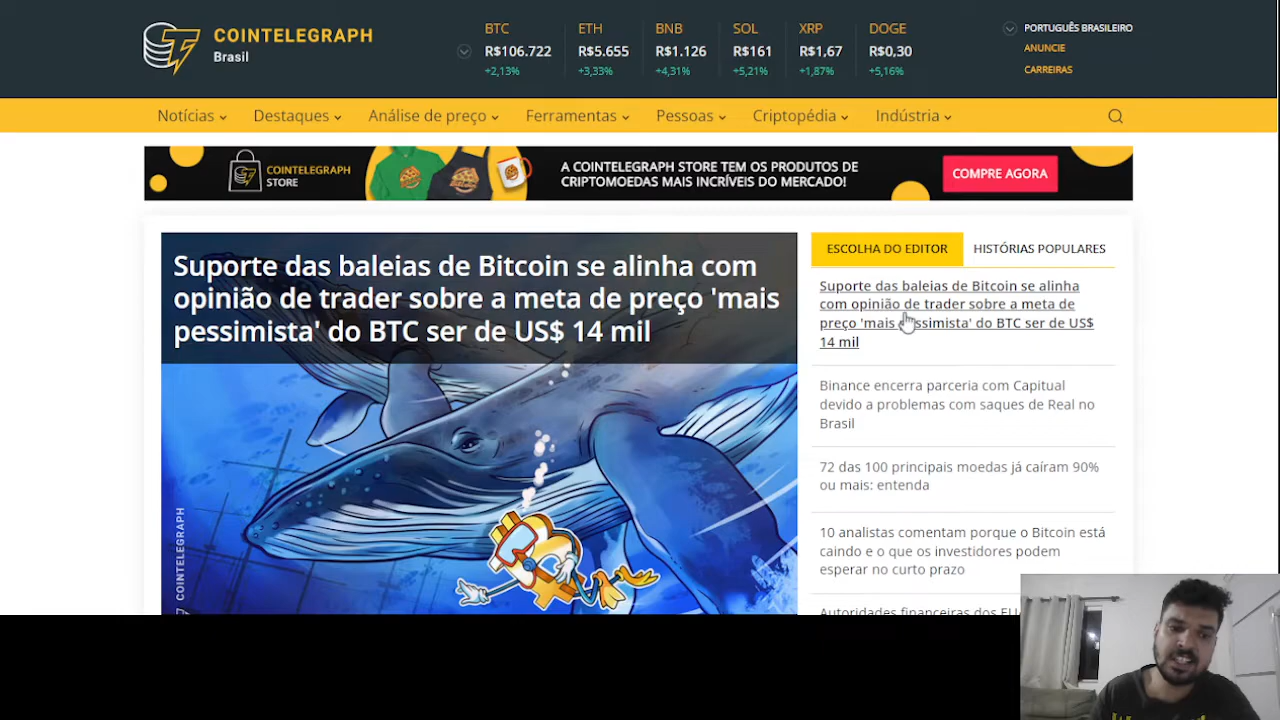 COINTELEGRAPH
Brasil
BTC
R$106.722
+2,13%
ETH
R$5.655
+3,33%
BNB
R$1.126
+4,31%
SOL
R$161
+5,21%
XRP
R$1,67
+1,87%
DOGE
R$0,30
+5,16%
PORTUGUÊS BRASILEIRO
ANUNCIE
CARREIRAS
Notícias
Destaques
Análise de preço
Ferramentas
Pessoas
Criptopédia
Indústria
COINTELEGRAPH
STORE
A COINTELEGRAPH STORE TEM OS PRODUTOS DE
CRIPTOMOEDAS MAIS INCRÍVEIS DO MERCADO!
COMPRE AGORA
Suporte das baleias de Bitcoin se alinha com
opinião de trader sobre a meta de preço 'mais
pessimista' do BTC ser de US$ 14 mil
COINTELEGRAPH
ESCOLHA DO EDITOR
HISTÓRIAS POPULARES
Suporte das baleias de Bitcoin se alinha
com opinião de trader sobre a meta de
preço 'mais pessimista' do BTC ser de US$
14 mil
Binance encerra parceria com Capitual
devido a problemas com saques de Real no
Brasil
72 das 100 principais moedas já caíram 90%
ou mais: entenda
10 analistas comentam porque o Bitcoin está
caindo e o que os investidores podem
esperar no curto prazo
Autoridades financeiras dos